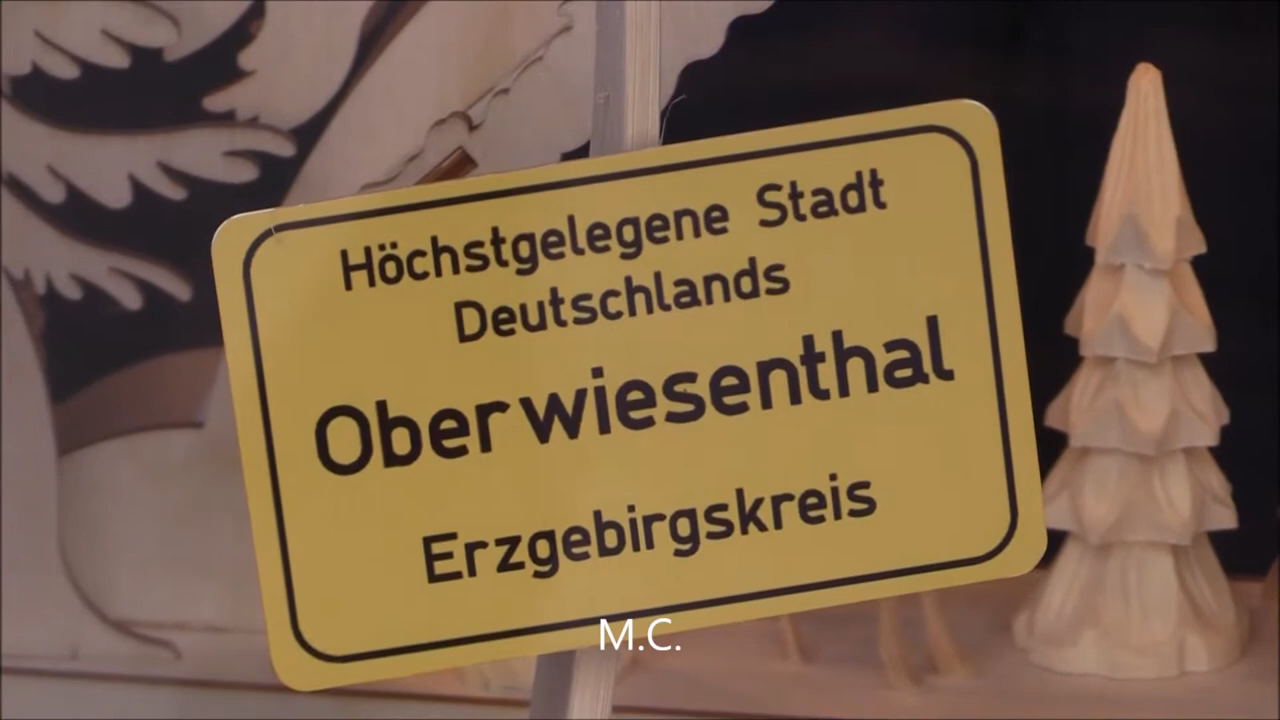 Höchstgelegene Stadt
Deutschlands
Oberwiesenthal
Erzgebirgskreis
M.C.